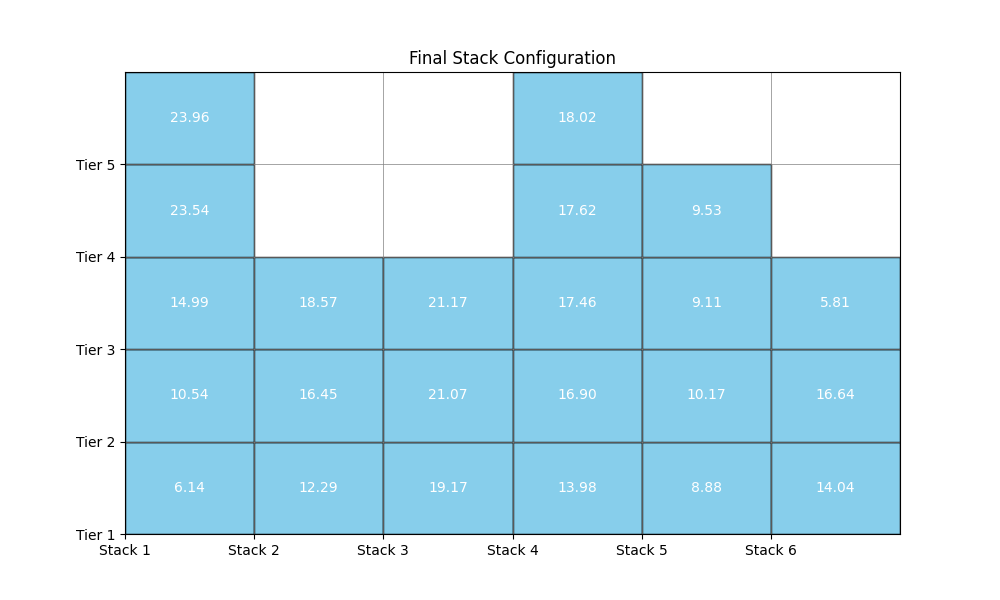 Final Stack Configuration
23.96 18.02
Tier 5
23.54 17.62 9.53
Tier 4
14.99 18.57 21.17 17.46 9.11 5.81
Tier 3
10.54 16.45 21.07 16.90 10.17 16.64
Tier 2
6.14 12.29 19.17 13.98 8.88 14.04
Tier 1
Stack 1 Stack 2 Stack 3 Stack 4 Stack 5 Stack 6